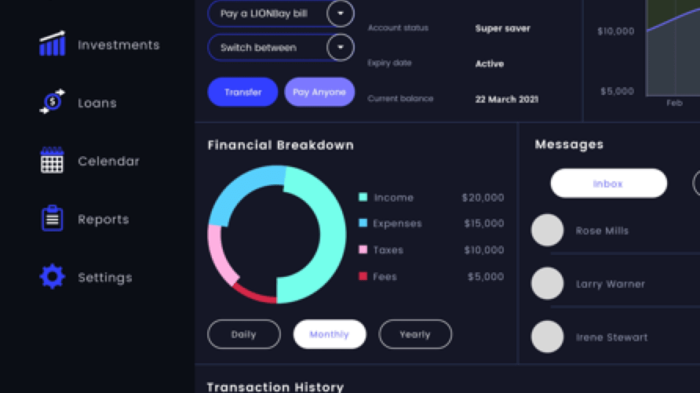 Investments
Loans
Calendar
Reports
Settings
Pay a LIONBay bill
Switch between
Transfer
Pay Anyone
Account status
Super saver
Expiry date
Active
Current balance
22 March 2021
$10,000
$5,000
Feb
Financial Breakdown
Income $20,000
Expenses $15,000
Taxes $10,000
Fees $5,000
Daily
Monthly
Yearly
Messages
Inbox
Rose Mills
Larry Warner
Irene Stewart
Transaction History